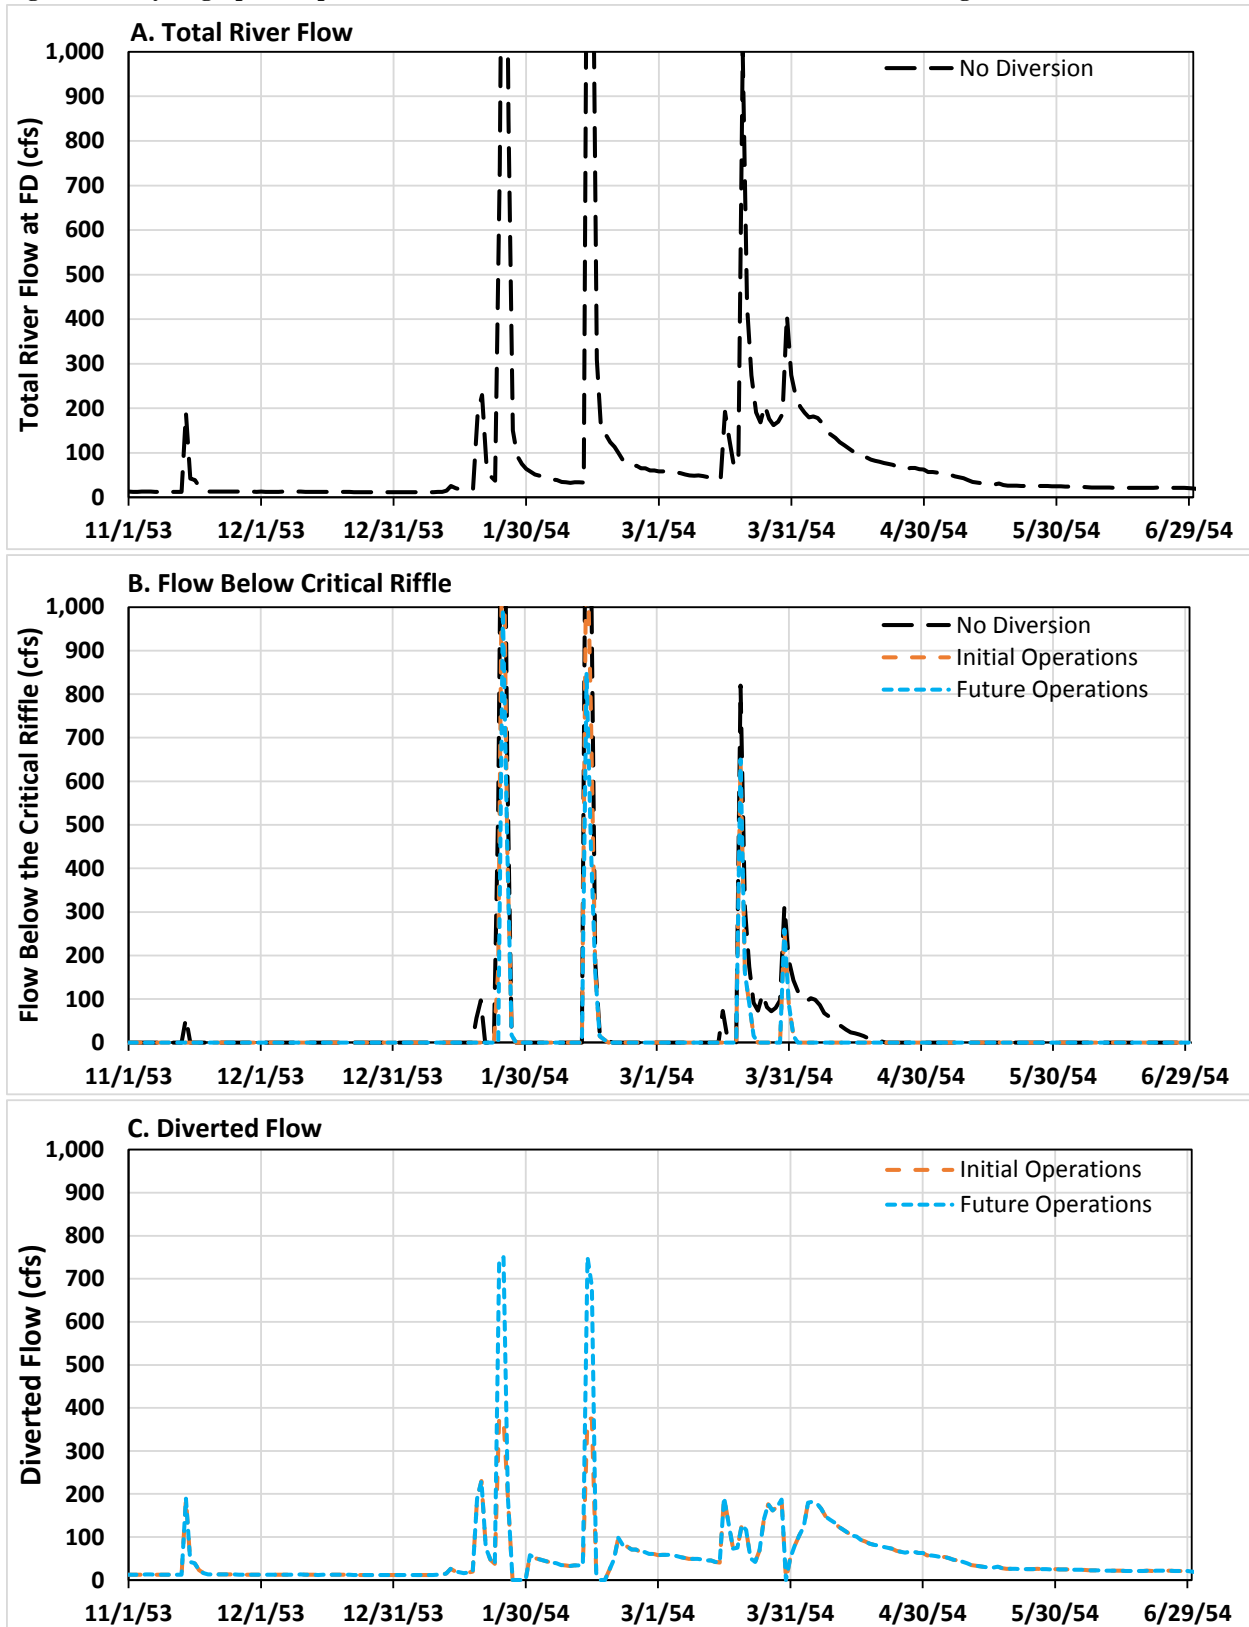 A. Total River Flow
1,000
900
800
700
600
500
400
300
200
100
0
Total River Flow at FD (cfs)
No Diversion
11/1/53 12/1/53 12/31/53 1/30/54 3/1/54 3/31/54 4/30/54 5/30/54 6/29/54
B. Flow Below Critical Riffle
1,000
900
800
700
600
500
400
300
200
100
0
Flow Below the Critical Riffle (cfs)
No Diversion
Initial Operations
Future Operations
11/1/53 12/1/53 12/31/53 1/30/54 3/1/54 3/31/54 4/30/54 5/30/54 6/29/54
C. Diverted Flow
1,000
900
800
700
600
500
400
300
200
100
0
Diverted Flow (cfs)
Initial Operations
Future Operations
11/1/53 12/1/53 12/31/53 1/30/54 3/1/54 3/31/54 4/30/54 5/30/54 6/29/54